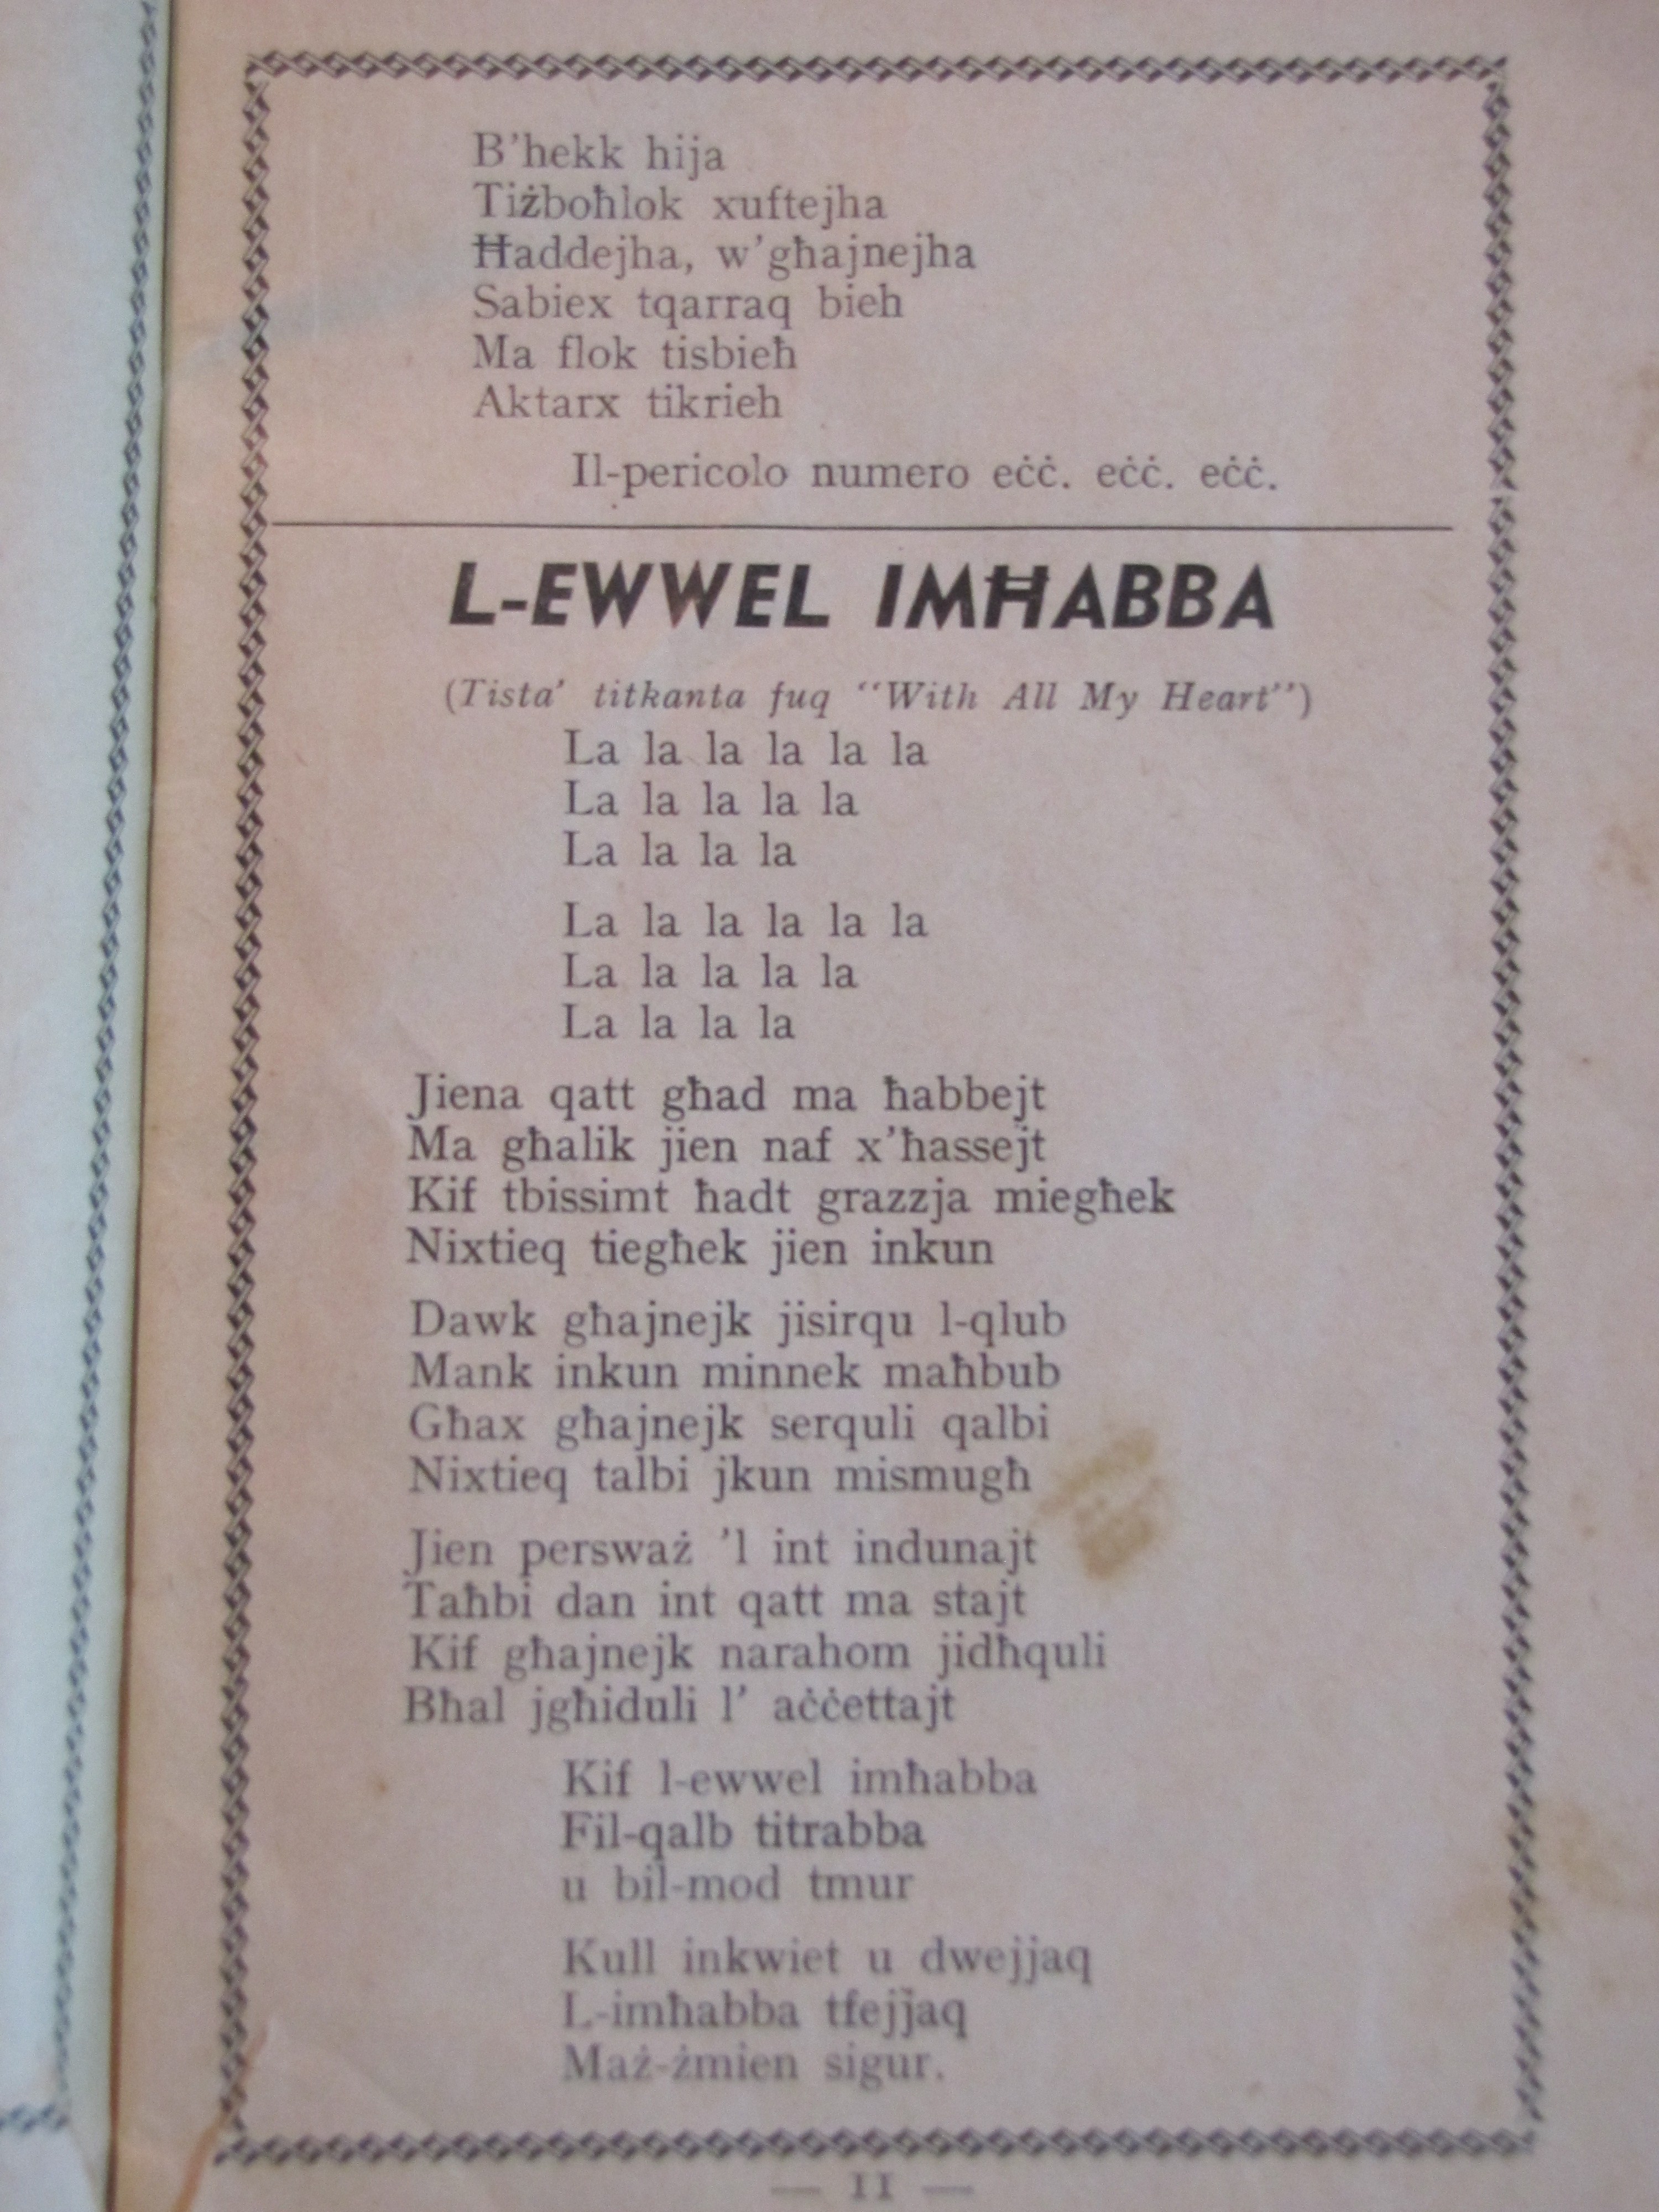 B'hekk hija
Tiżboħlok xuftejha
Ħaddejha, w'għajnejha
Sabiex tqarraq bieh
Ma flok tisbieħ
Aktarx tikrieh
Il-pericolo numero eċċ. eċċ. eċċ.
L-EWWEL IMĦABBA
(Tista' titkanta fuq "With All My Heart")
La la la la la la
La la la la la
La la la la
La la la la la la
La la la la la
La la la la
Jiena qatt għad ma ħabbejt
Ma għalik jien naf x'ħassejt
Kif tbissimt ħadt grazzja miegħek
Nixtieq tiegħek jien inkun
Dawk għajnejk jisirqu l-qlub
Mank inkun minnek maħbub
Għax għajnejk serquli qalbi
Nixtieq talbi jkun mismugħ
Jien persważ 'l int indunajt
Taħbi dan int qatt ma stajt
Kif għajnejk narahom jidħquli
Bħal jgħiduli l' aċċettajt
Kif l-ewwel imħabba
Fil-qalb titrabba
u bil-mod tmur
Kull inkwiet u dwejjaq
L-imħabba tfejjaq
Maż-żmien sigur.
— 11 —